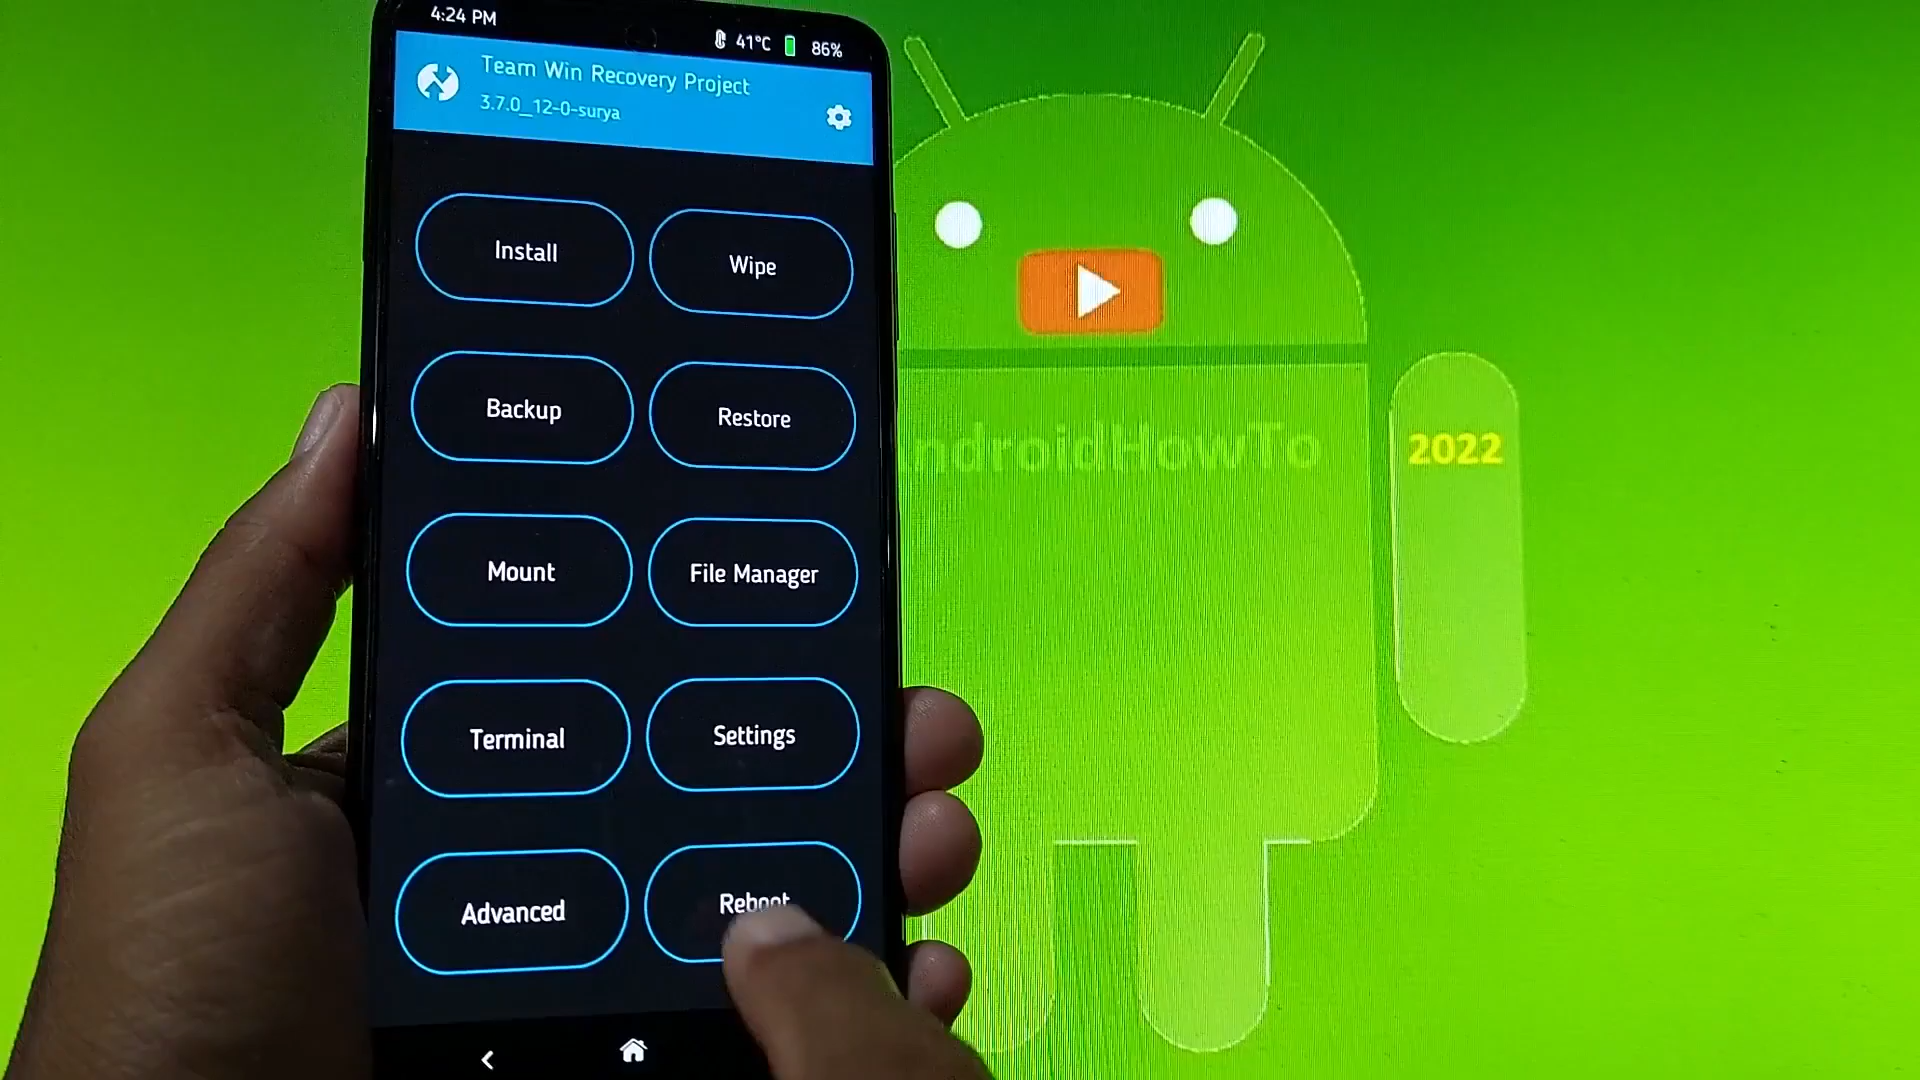 4:24 PM
41°C 86%
Team Win Recovery Project
3.7.0_12-0-surya
Install
Wipe
Backup
Restore
Mount
File Manager
Terminal
Settings
Advanced
Reboot
ndroidHowTo
2022